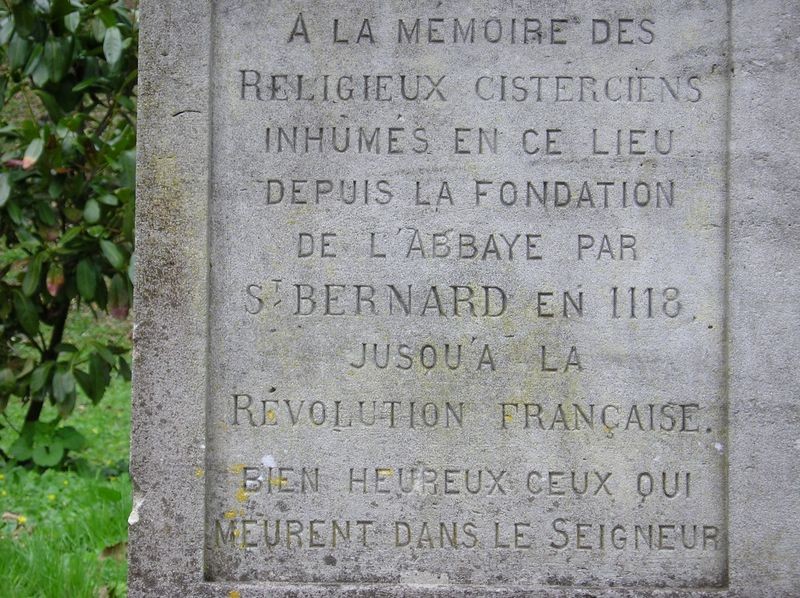 A LA MÉMOIRE DES
RELIGIEUX CISTERCIENS
INHUMÉS EN CE LIEU
DEPUIS LA FONDATION
DE L'ABBAYE PAR
ST BERNARD EN 1118.
JUSQU'A LA
RÉVOLUTION FRANÇAISE.
BIEN HEUREUX CEUX QUI
MEURENT DANS LE SEIGNEUR